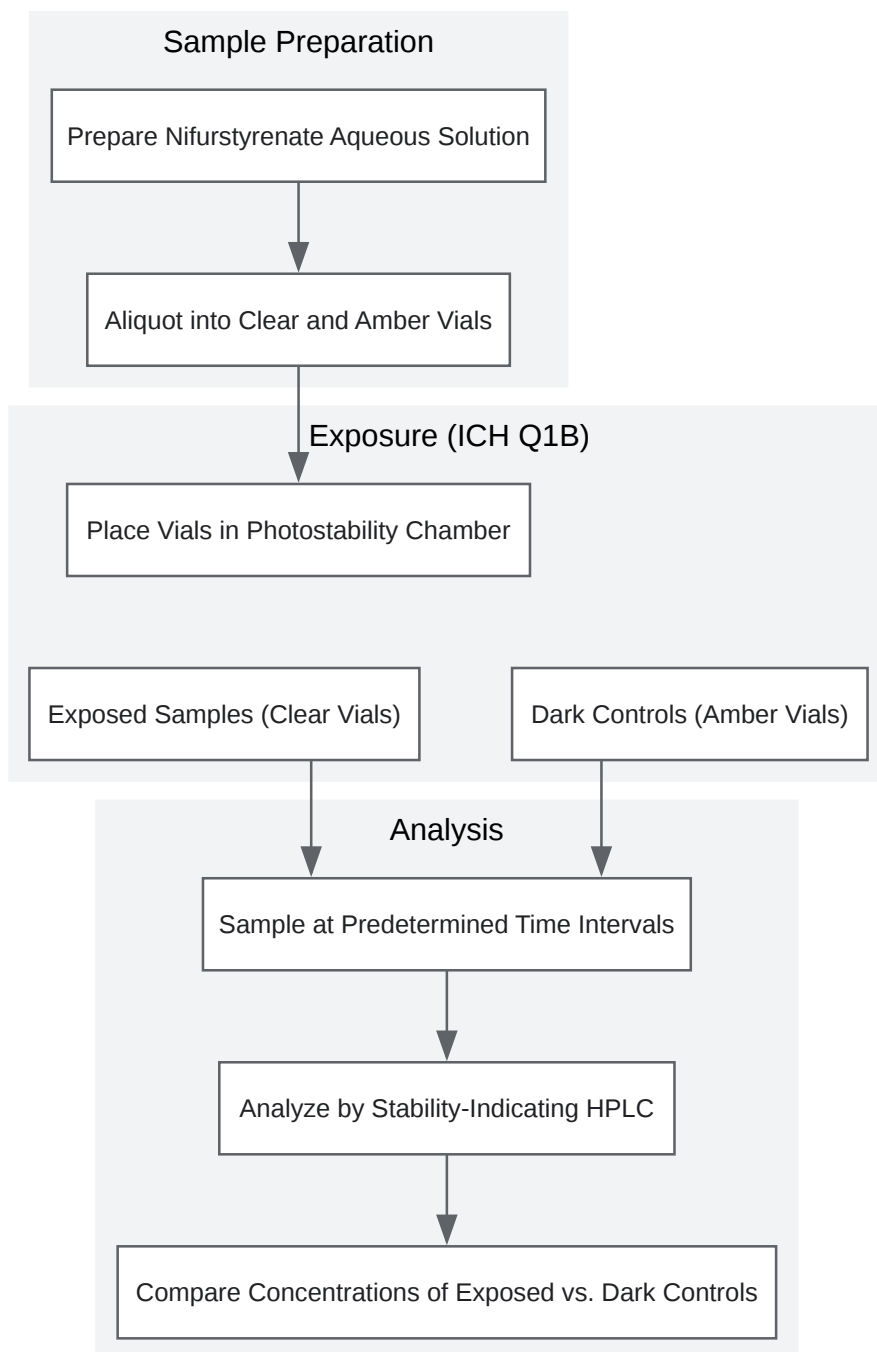 Sample Preparation
Prepare Nifurstyrenate Aqueous Solution
Aliquot into Clear and Amber Vials
Exposure (ICH Q1B)
Place Vials in Photostability Chamber
Exposed Samples (Clear Vials)
Dark Controls (Amber Vials)
Analysis
Sample at Predetermined Time Intervals
Analyze by Stability-Indicating HPLC
Compare Concentrations of Exposed vs. Dark Controls